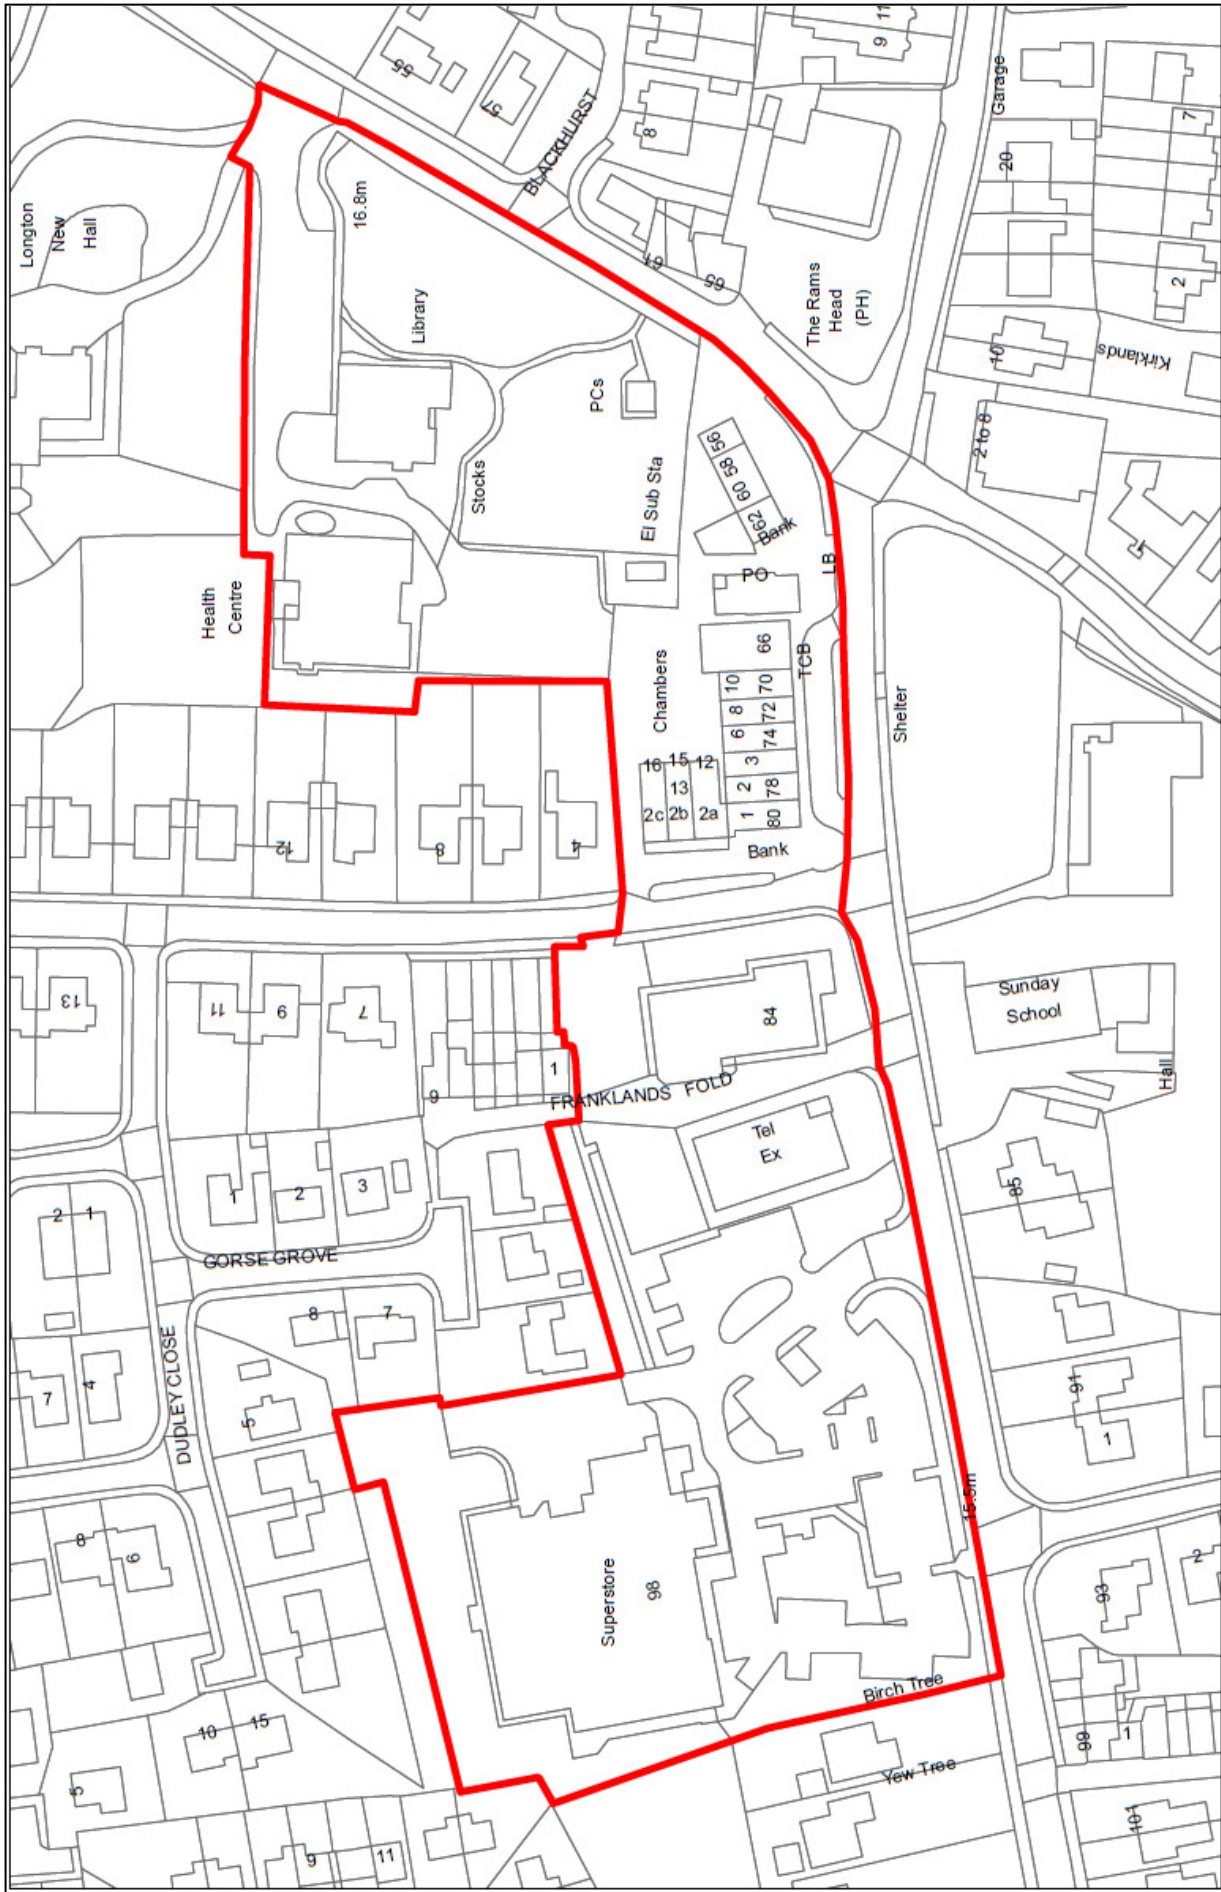 55
57
BLACKHURST
11
9
8
Garage
20
7
Longton
New
Hall
16.8m
Library
61
65
The Rams
Head
(PH)
2
10
Kirklands
PCs
Stocks
El Sub Sta
56
58
60
62
Bank
2 to 8
1
Health
Centre
PO
LB
Chambers
66
TCB
10
70
8
72
6
74
3
2
78
1
80
16
15
12
13
2c
2b
2a
Bank
Shelter
12
8
4
13
11
9
7
6
1
84
Sunday
School
Hall
FRANKLANDS FOLD
Tel
Ex
85
2
1
1
2
3
GORSE GROVE
8
7
DUDLEY CLOSE
7
4
5
91
1
15.5m
8
6
Superstore
98
93
2
Birch Tree
Yew Tree
10
15
5
9
11
99
1
101